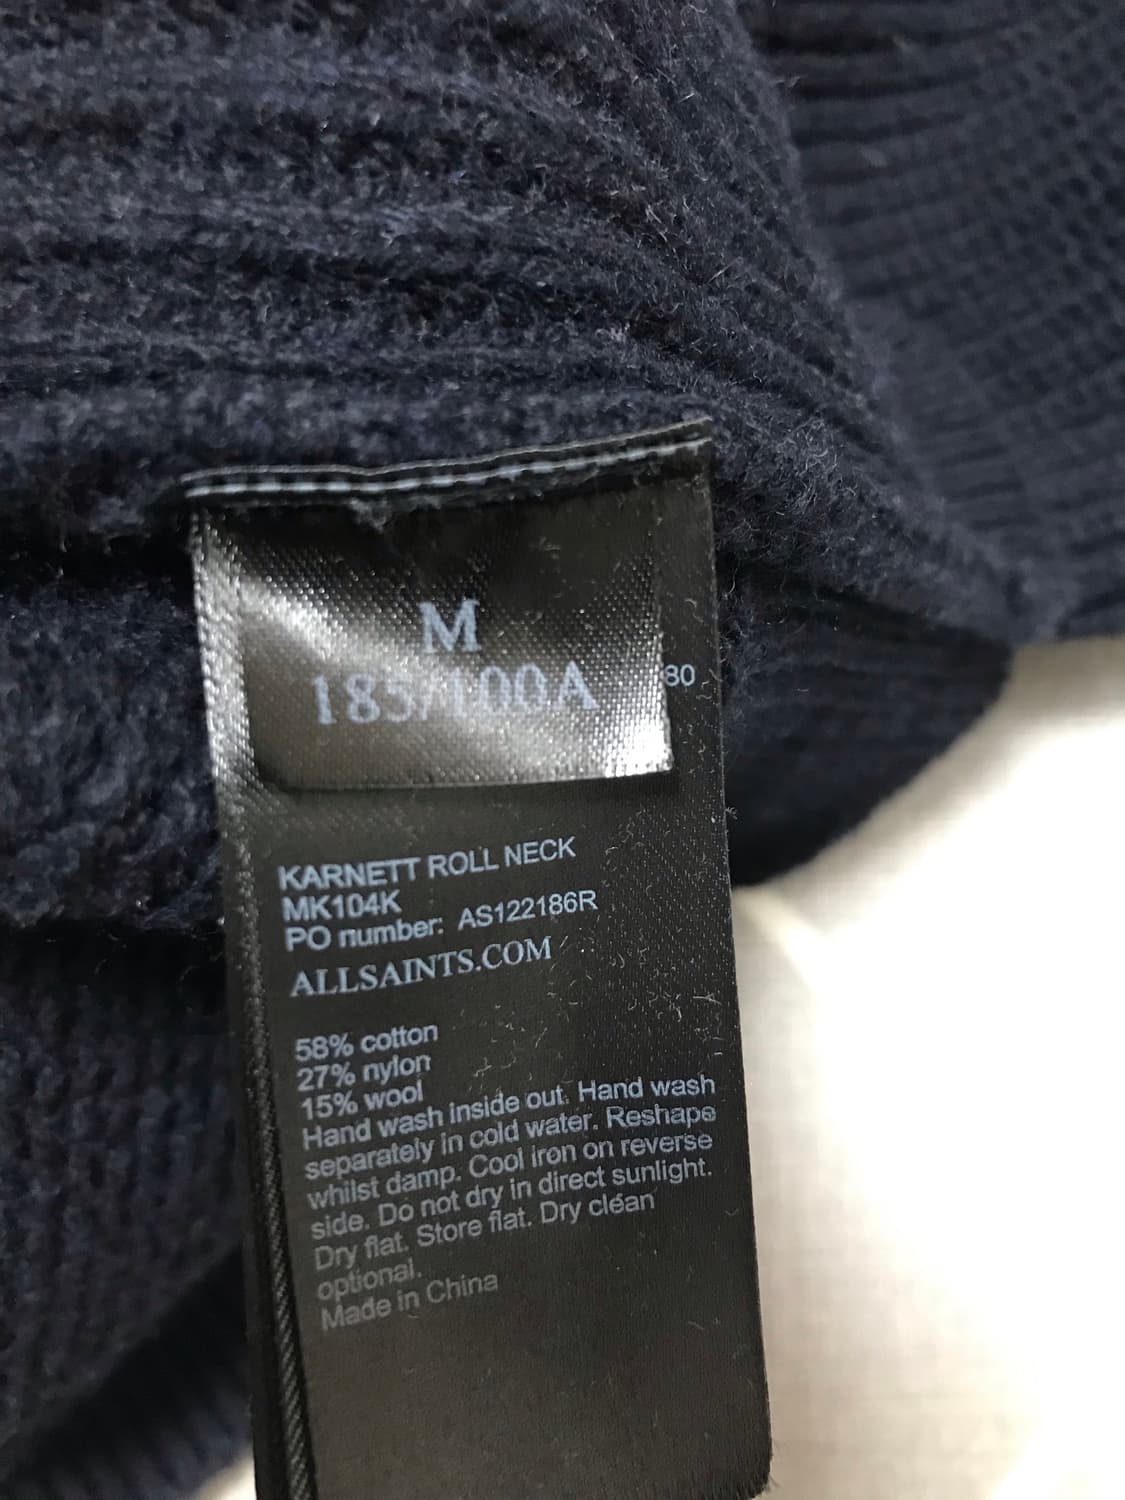 M
185/100A
80
KARNETT ROLL NECK
MK104K
PO number: AS122186R
ALLSAINTS.COM
58% cotton
27% nylon
15% wool
Hand wash inside out. Hand wash
separately in cold water. Reshape
whilst damp. Cool iron on reverse
side. Do not dry in direct sunlight.
Dry flat. Store flat. Dry clean
optional.
Made in China